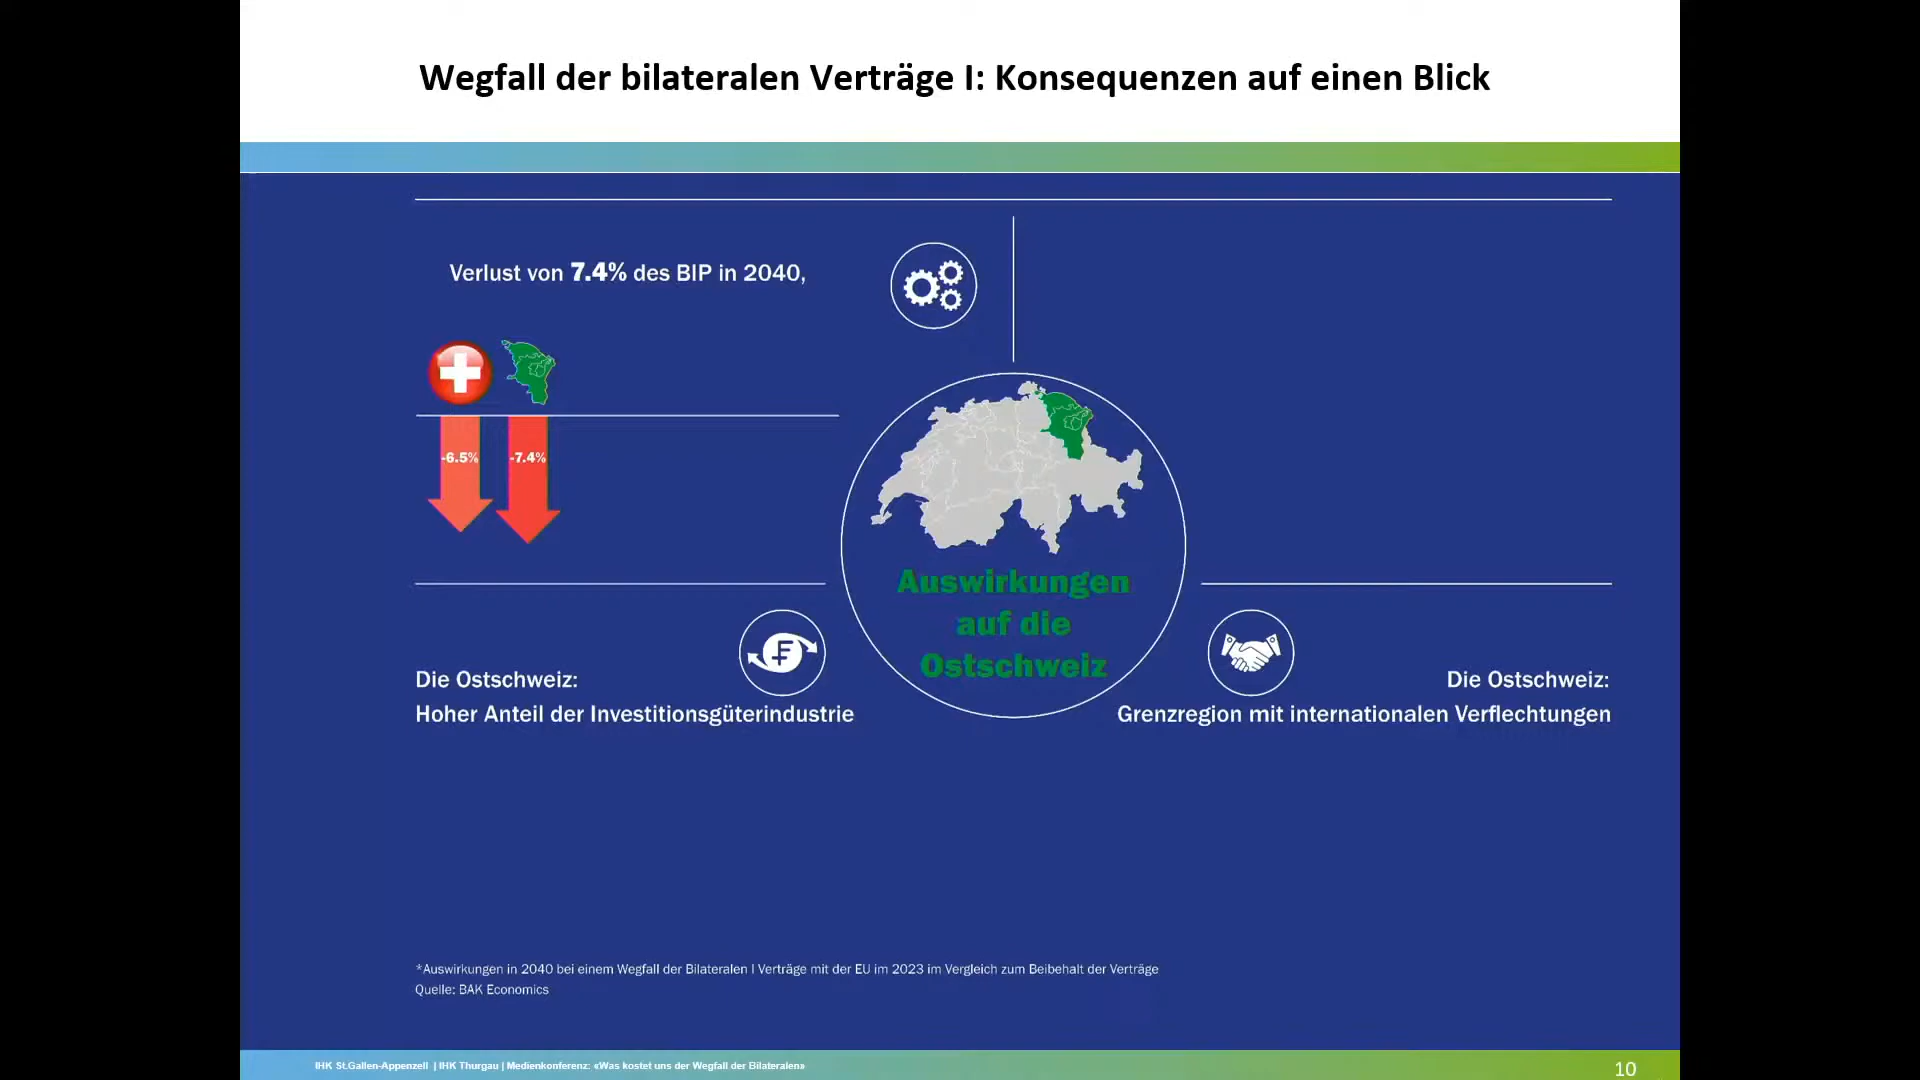 Wegfall der bilateralen Verträge I: Konsequenzen auf einen Blick
Verlust von 7.4% des BIP in 2040,
-6.5%
-7.4%
Auswirkungen
auf die
Ostschweiz
Die Ostschweiz:
Hoher Anteil der Investitionsgüterindustrie
Die Ostschweiz:
Grenzregion mit internationalen Verflechtungen
*Auswirkungen in 2040 bei einem Wegfall der Bilateralen I Verträge mit der EU im 2023 im Vergleich zum Beibehalt der Verträge
Quelle: BAK Economics
IHK St.Gallen-Appenzell | IHK Thurgau | Medienkonferenz: «Was kostet uns der Wegfall der Bilateralen»
10